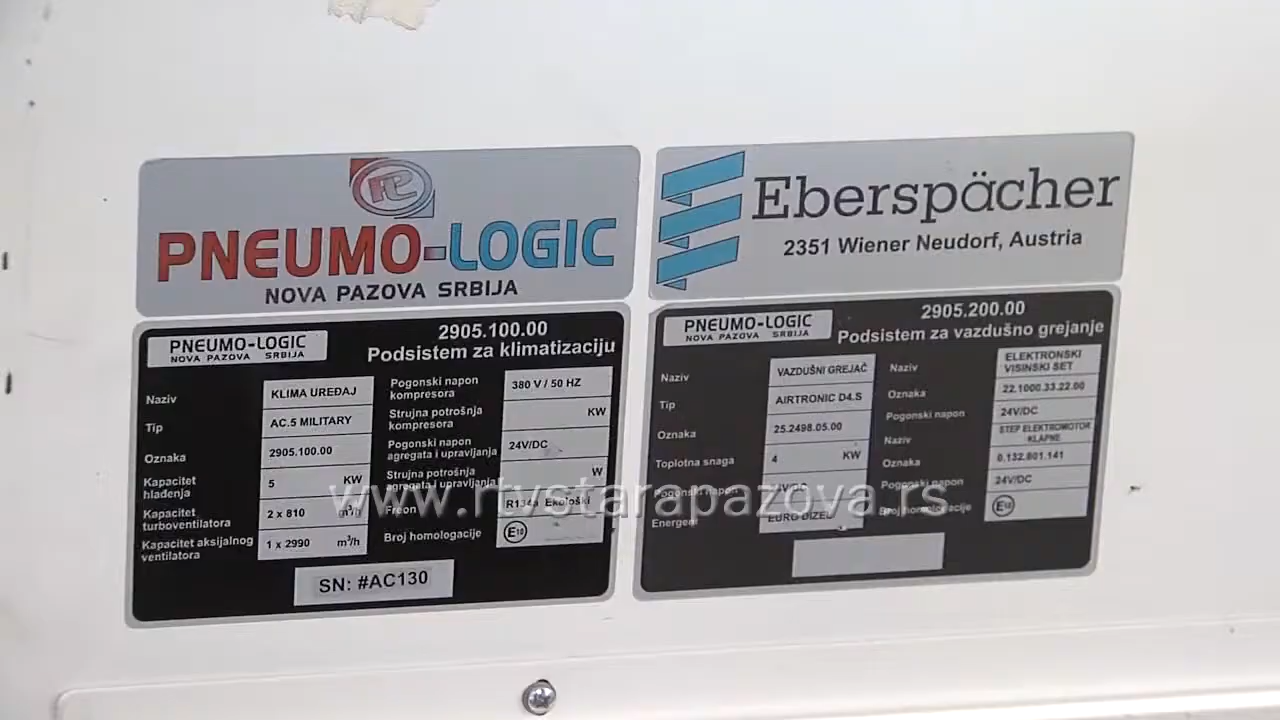 PL
PNEUMO-LOGIC
NOVA PAZOVA SRBIJA
Eberspächer
2351 Wiener Neudorf, Austria
PNEUMO-LOGIC
NOVA PAZOVA SRBIJA
2905.100.00
Podsistem za klimatizaciju
Naziv KLIMA UREĐAJ
Tip AC.5 MILITARY
Oznaka 2905.100.00
Kapacitet
hlađenja 5 KW
Kapacitet
turboventilatora 2 x 810 m³/h
Kapacitet aksijalnog
ventilatora 1 x 2990 m³/h
Pogonski napon
kompresora 380 V / 50 HZ
Strujna potrošnja
kompresora KW
Pogonski napon
agregata i upravljanja 24V/DC
Strujna potrošnja
agregata i upravljanja W
Freon Ekološki
Broj homologacije
SN: #AC130
PNEUMO-LOGIC
NOVA PAZOVA SRBIJA
2905.200.00
Podsistem za vazdušno grejanje
Naziv VAZDUŠNI GREJAČ
Tip AIRTRONIC D4.S
Oznaka 25.2498.05.00
Toplotna snaga 4 KW
Pogonski napon
Energent EURO DIZEL
Naziv ELEKTRONSKI
VISINSKI SET
Oznaka 22.1000.33.22.00
Pogonski napon 24V/DC
Naziv STEP ELEKTROMOTOR
KLAPNE
Oznaka 0.132.801.141
Pogonski napon 24V/DC
Broj homologacije
www.rtvstarapazova.rs